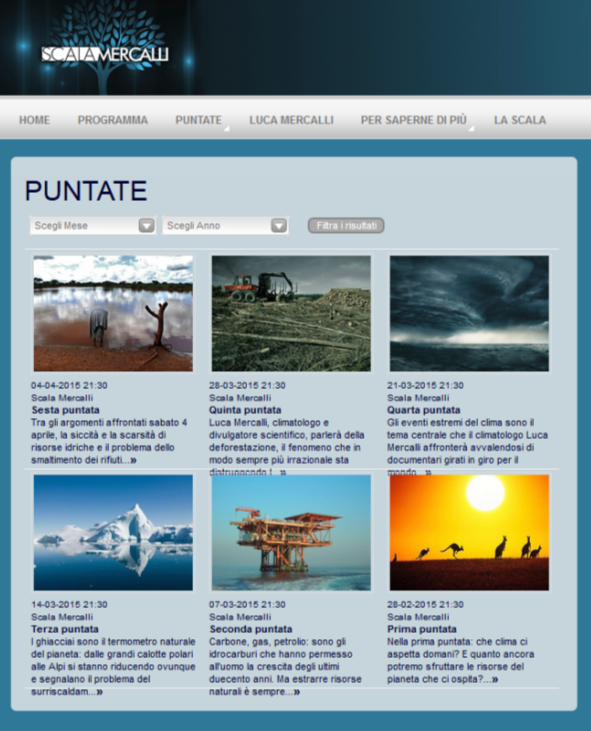 SCALAMERCALLI
HOME PROGRAMMA PUNTATE LUCA MERCALLI PER SAPERNE DI PIÙ LA SCALA
PUNTATE
Scegli Mese Scegli Anno Filtra i risultati
04-04-2015 21:30
Scala Mercalli
Sesta puntata
Tra gli argomenti affrontati sabato 4
aprile, la siccità e la scarsità di
risorse idriche e il problema dello
smaltimento dei rifiuti...»
28-03-2015 21:30
Scala Mercalli
Quinta puntata
Luca Mercalli, climatologo e
divulgatore scientifico, parlerà della
deforestazione, il fenomeno che in
modo sempre più irrazionale sta
distruggendo l...»
21-03-2015 21:30
Scala Mercalli
Quarta puntata
Gli eventi estremi del clima sono il
tema centrale che il climatologo Luca
Mercalli affronterà avvalendosi di
documentari girati in giro per il
mondo...»
14-03-2015 21:30
Scala Mercalli
Terza puntata
I ghiacciai sono il termometro naturale
del pianeta: dalle grandi calotte polari
alle Alpi si stanno riducendo ovunque
e segnalano il problema del
surriscaldam...»
07-03-2015 21:30
Scala Mercalli
Seconda puntata
Carbone, gas, petrolio: sono gli
idrocarburi che hanno permesso
all'uomo la crescita degli ultimi
duecento anni. Ma estrarre risorse
naturali è sempre...»
28-02-2015 21:30
Scala Mercalli
Prima puntata
Nella prima puntata: che clima ci
aspetta domani? E quanto ancora
potremo sfruttare le risorse del
pianeta che ci ospita?...»